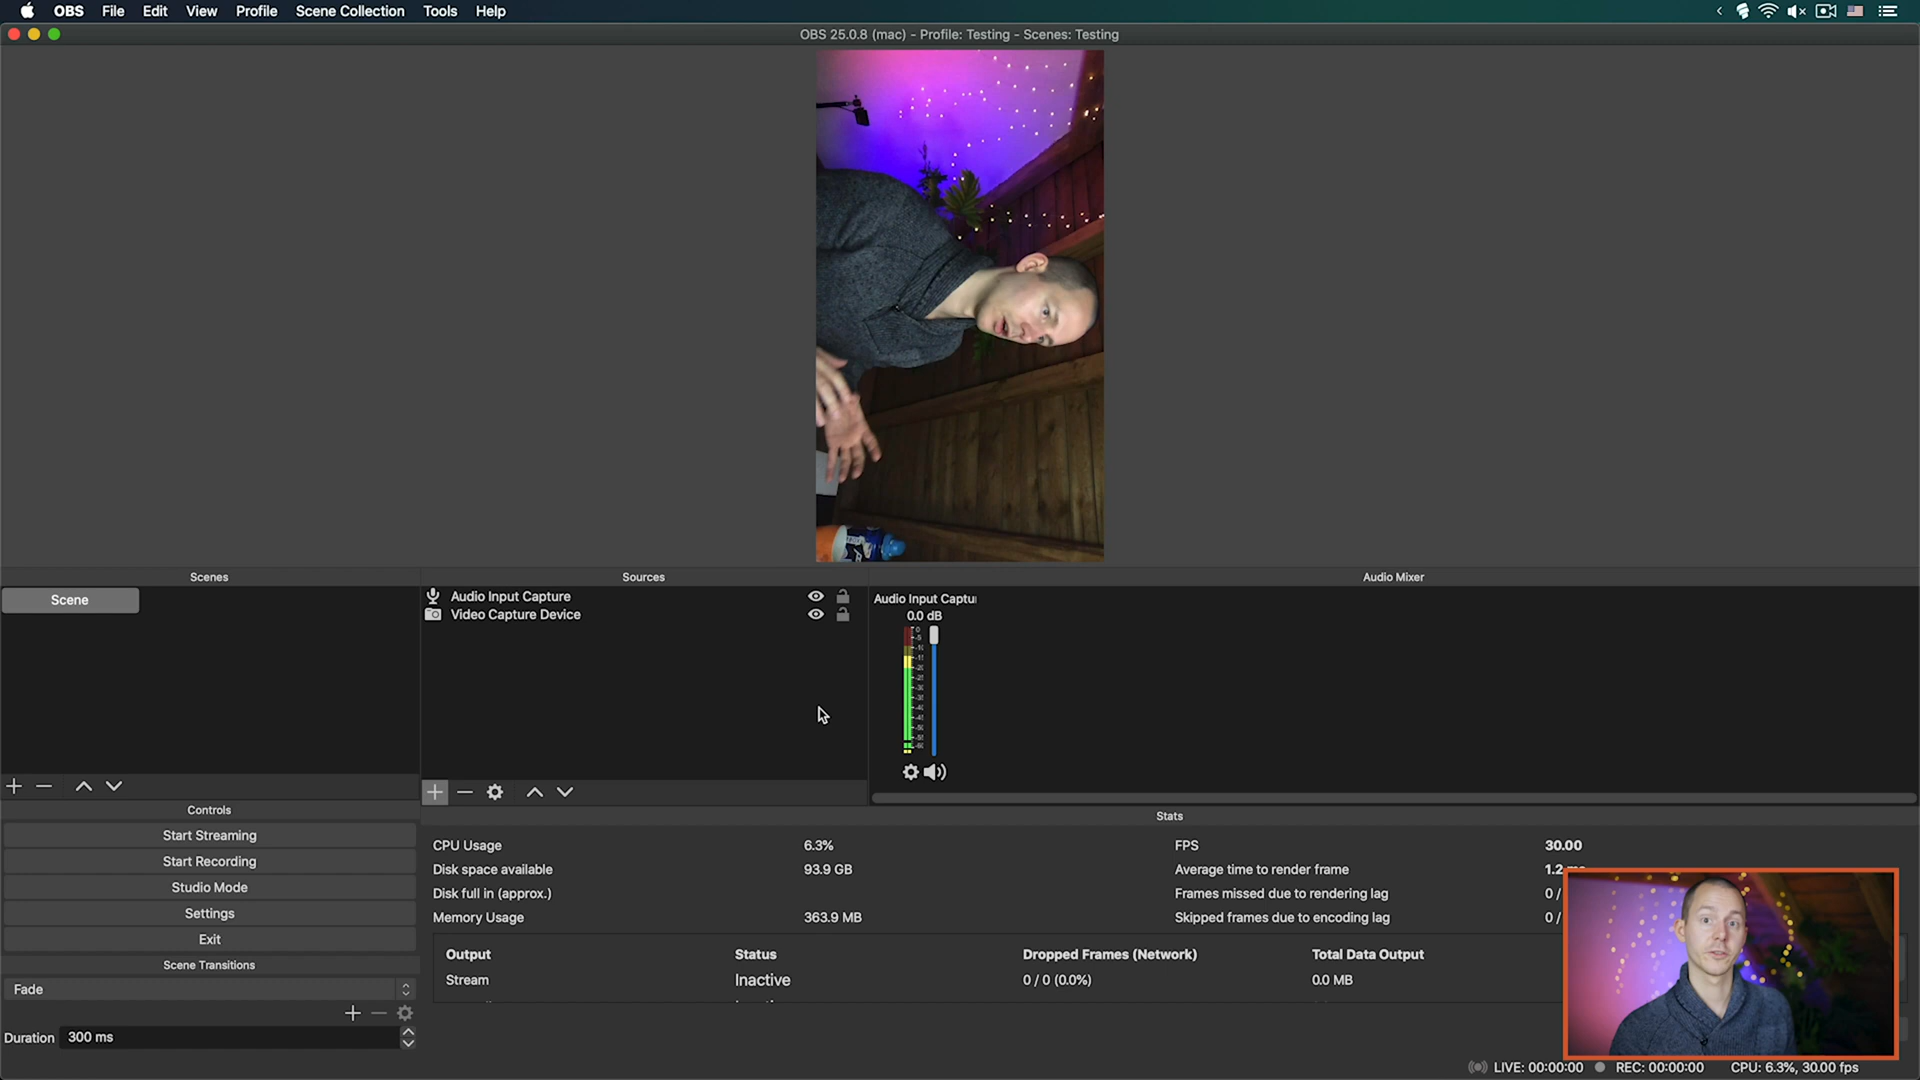 OBS File Edit View Profile Scene Collection Tools Help
OBS 25.0.8 (mac) - Profile: Testing - Scenes: Testing
Scenes
Scene
Sources
Audio Input Capture
Video Capture Device
Audio Mixer
Audio Input Captu
0.0 dB
Controls
Start Streaming
Start Recording
Studio Mode
Settings
Exit
Scene Transitions
Fade
Duration 300 ms
Stats
CPU Usage 6.3% FPS 30.00
Disk space available 93.9 GB Average time to render frame 1.2
Disk full in (approx.) Frames missed due to rendering lag 0 /
Memory Usage 363.9 MB Skipped frames due to encoding lag 0 /
Output Status Dropped Frames (Network) Total Data Output
Stream Inactive 0 / 0 (0.0%) 0.0 MB
LIVE: 00:00:00 REC: 00:00:00 CPU: 6.3%, 30.00 fps